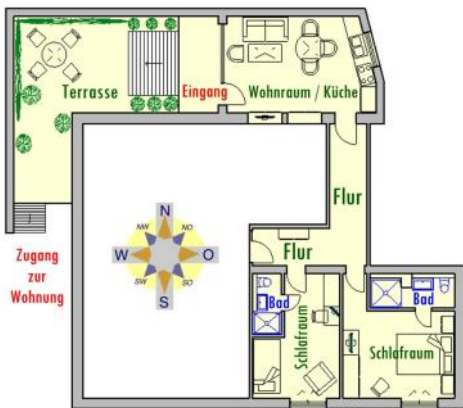 Terrasse
Eingang
Wohnraum / Küche
Flur
Flur
N
NW
NO
W
O
SW
SO
S
Zugang
zur
Wohnung
Bad
Schlafraum
Bad
Schlafraum